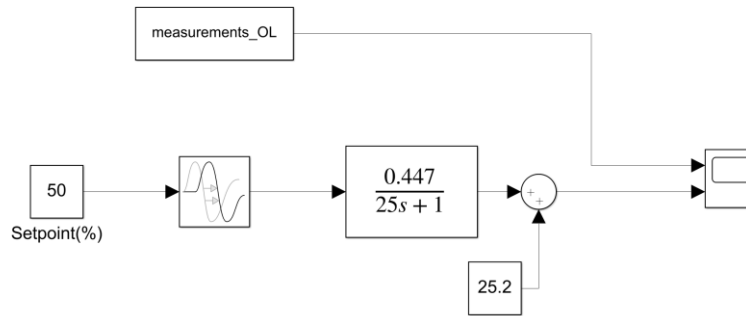 measurements_OL
50
Setpoint(%)
0.447
25s + 1
+
+
25.2